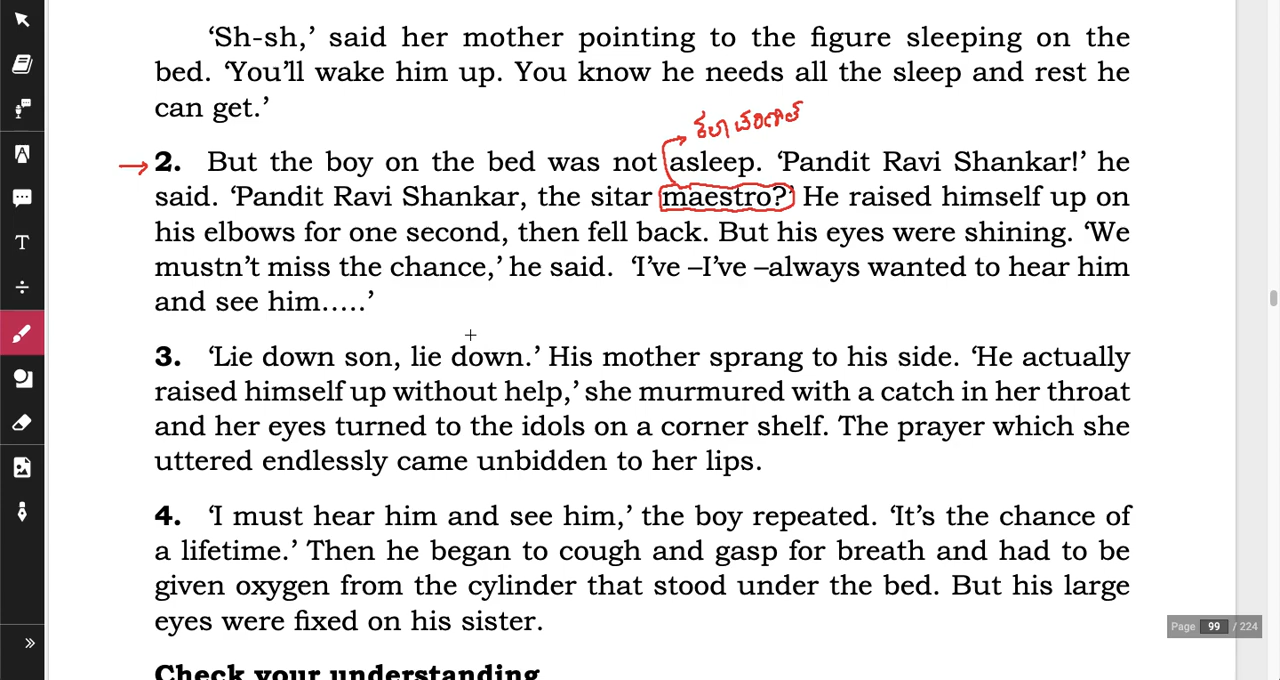 ‘Sh-sh,’ said her mother pointing to the figure sleeping on the
bed. ‘You’ll wake him up. You know he needs all the sleep and rest he
can get.’
ಕಲಾ ಪರಿಣಿತ
2. But the boy on the bed was not asleep. ‘Pandit Ravi Shankar!’ he
said. ‘Pandit Ravi Shankar, the sitar maestro?’ He raised himself up on
his elbows for one second, then fell back. But his eyes were shining. ‘We
mustn’t miss the chance,’ he said. ‘I’ve –I’ve –always wanted to hear him
and see him.....’
3. ‘Lie down son, lie down.’ His mother sprang to his side. ‘He actually
raised himself up without help,’ she murmured with a catch in her throat
and her eyes turned to the idols on a corner shelf. The prayer which she
uttered endlessly came unbidden to her lips.
4. ‘I must hear him and see him,’ the boy repeated. ‘It’s the chance of
a lifetime.’ Then he began to cough and gasp for breath and had to be
given oxygen from the cylinder that stood under the bed. But his large
eyes were fixed on his sister.
Page 99 / 224
Check your understanding